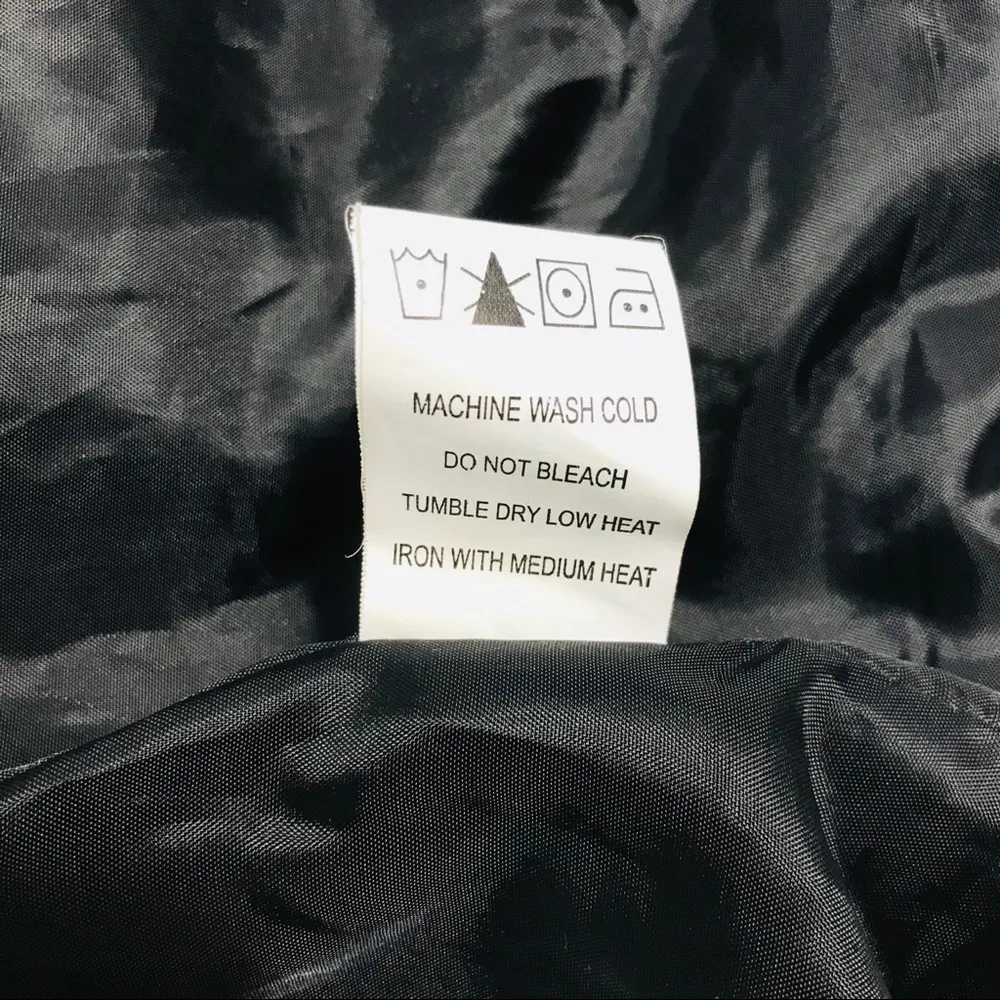 MACHINE WASH COLD
DO NOT BLEACH
TUMBLE DRY LOW HEAT
IRON WITH MEDIUM HEAT